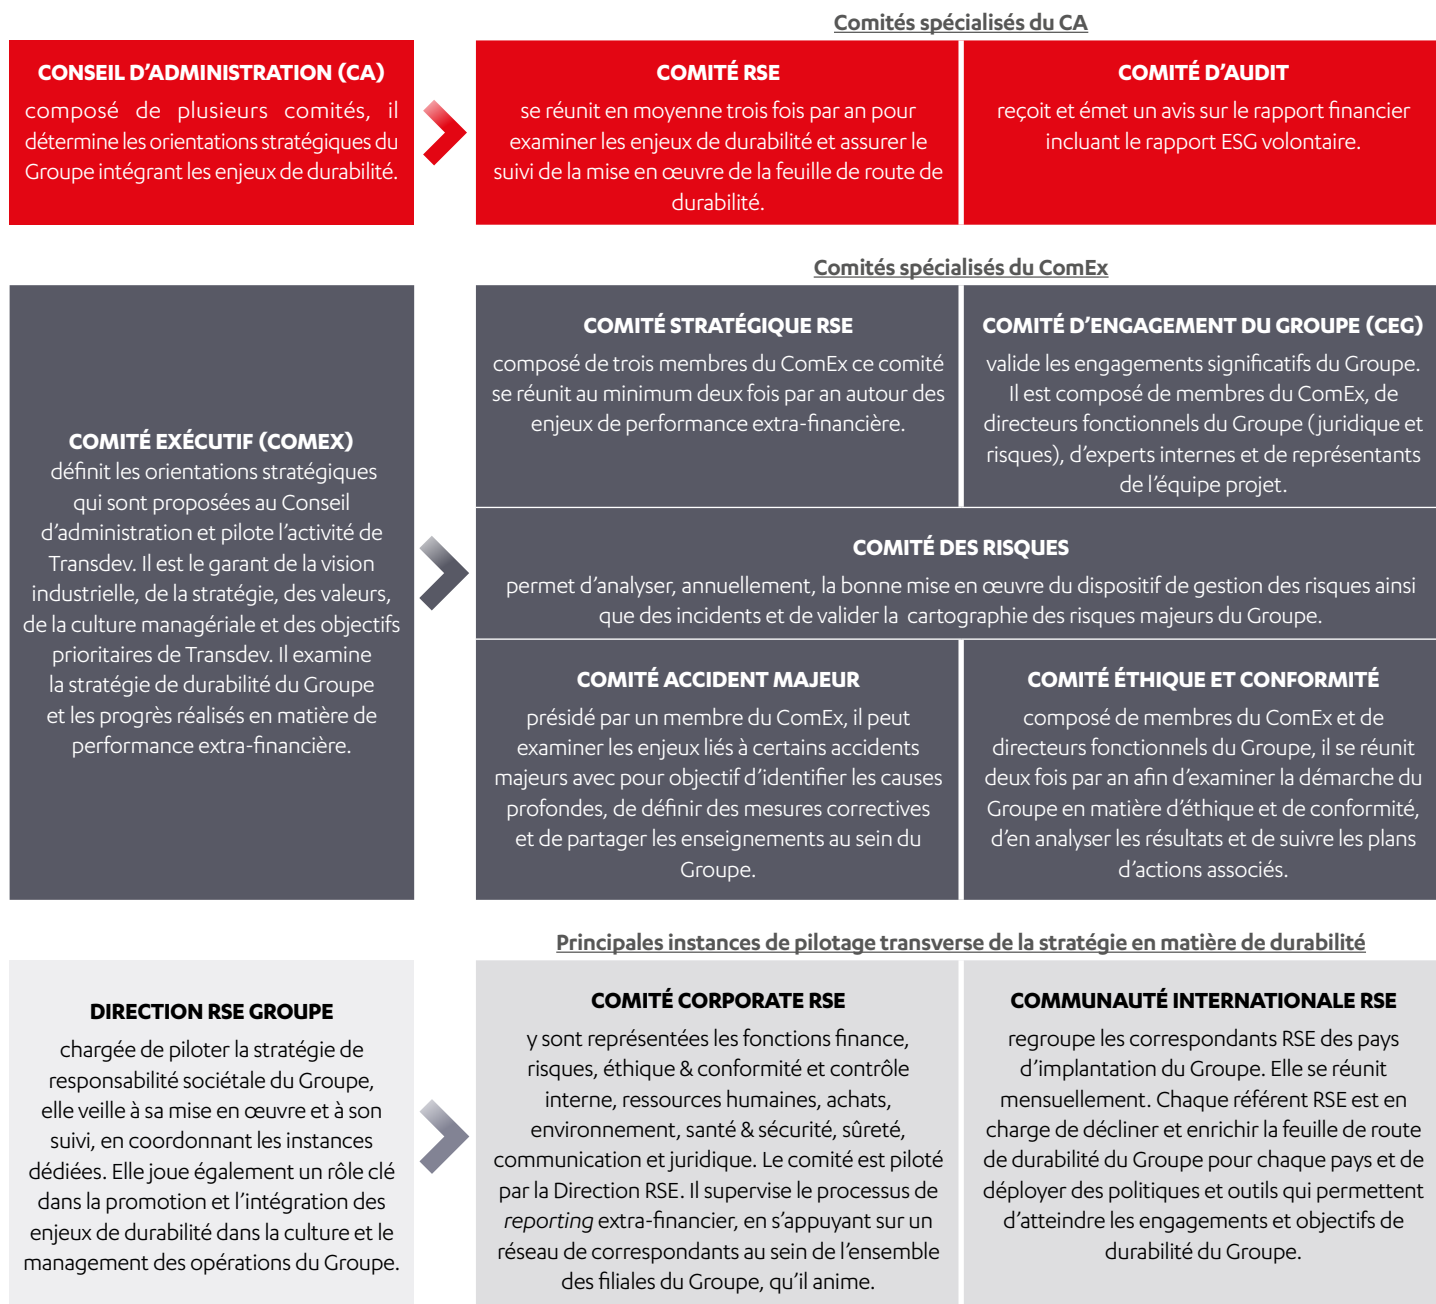 Comités spécialisés du CA
CONSEIL D'ADMINISTRATION (CA)
composé de plusieurs comités, il
détermine les orientations stratégiques du
Groupe intégrant les enjeux de durabilité.
COMITÉ RSE
se réunit en moyenne trois fois par an pour
examiner les enjeux de durabilité et assurer le
suivi de la mise en œuvre de la feuille de route de
durabilité.
COMITÉ D'AUDIT
reçoit et émet un avis sur le rapport financier
incluant le rapport ESG volontaire.
Comités spécialisés du ComEx
COMITÉ EXÉCUTIF (COMEX)
définit les orientations stratégiques
qui sont proposées au Conseil
d'administration et pilote l'activité de
Transdev. Il est le garant de la vision
industrielle, de la stratégie, des valeurs,
de la culture managériale et des objectifs
prioritaires de Transdev. Il examine
la stratégie de durabilité du Groupe
et les progrès réalisés en matière de
performance extra-financière.
COMITÉ STRATÉGIQUE RSE
composé de trois membres du ComEx ce comité
se réunit au minimum deux fois par an autour des
enjeux de performance extra-financière.
COMITÉ D'ENGAGEMENT DU GROUPE (CEG)
valide les engagements significatifs du Groupe.
Il est composé de membres du ComEx, de
directeurs fonctionnels du Groupe (juridique et
risques), d'experts internes et de représentants
de l'équipe projet.
COMITÉ DES RISQUES
permet d'analyser, annuellement, la bonne mise en œuvre du dispositif de gestion des risques ainsi
que des incidents et de valider la cartographie des risques majeurs du Groupe.
COMITÉ ACCIDENT MAJEUR
présidé par un membre du ComEx, il peut
examiner les enjeux liés à certains accidents
majeurs avec pour objectif d'identifier les causes
profondes, de définir des mesures correctives
et de partager les enseignements au sein du
Groupe.
COMITÉ ÉTHIQUE ET CONFORMITÉ
composé de membres du ComEx et de
directeurs fonctionnels du Groupe, il se réunit
deux fois par an afin d'examiner la démarche du
Groupe en matière d'éthique et de conformité,
d'en analyser les résultats et de suivre les plans
d'actions associés.
Principales instances de pilotage transverse de la stratégie en matière de durabilité
DIRECTION RSE GROUPE
chargée de piloter la stratégie de
responsabilité sociétale du Groupe,
elle veille à sa mise en œuvre et à son
suivi, en coordonnant les instances
dédiées. Elle joue également un rôle clé
dans la promotion et l'intégration des
enjeux de durabilité dans la culture et le
management des opérations du Groupe.
COMITÉ CORPORATE RSE
y sont représentées les fonctions finance,
risques, éthique & conformité et contrôle
interne, ressources humaines, achats,
environnement, santé & sécurité, sûreté,
communication et juridique. Le comité est piloté
par la Direction RSE. Il supervise le processus de
reporting extra-financier, en s'appuyant sur un
réseau de correspondants au sein de l'ensemble
des filiales du Groupe, qu'il anime.
COMMUNAUTÉ INTERNATIONALE RSE
regroupe les correspondants RSE des pays
d'implantation du Groupe. Elle se réunit
mensuellement. Chaque référent RSE est en
charge de décliner et enrichir la feuille de route
de durabilité du Groupe pour chaque pays et de
déployer des politiques et outils qui permettent
d'atteindre les engagements et objectifs de
durabilité du Groupe.